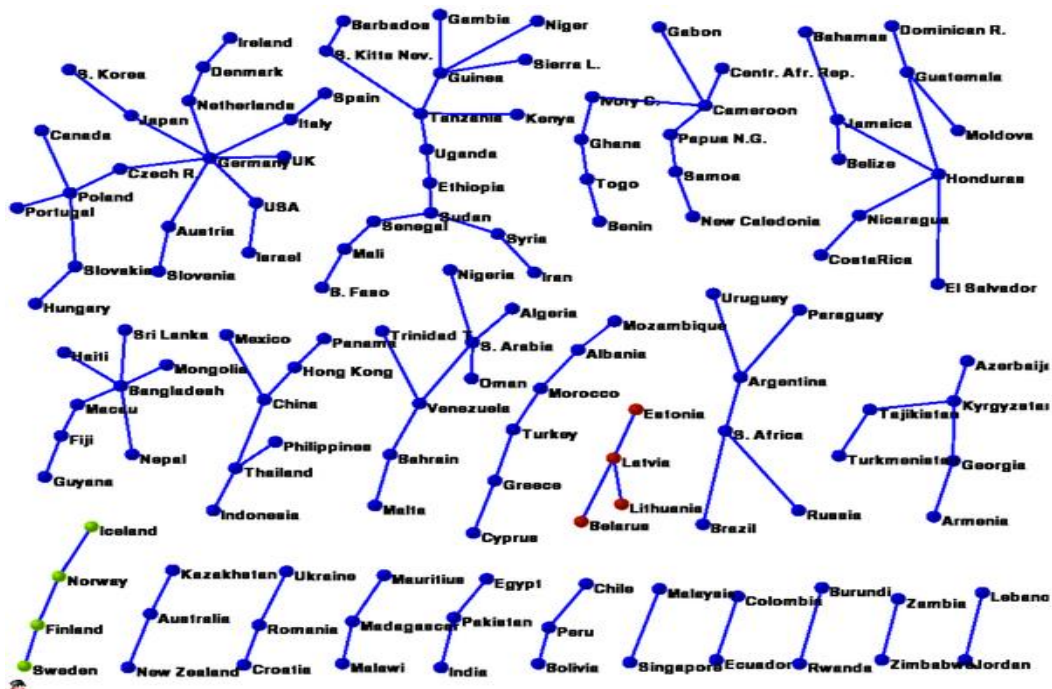 Barbados
Gambia
Niger
Gabon
Bahamas
Dominican R.
Ireland
S. Kitts Nev.
Sierra L.
S. Korea
Denmark
Guinea
Centr. Afr. Rep.
Guatemala
Netherlands
Spain
Ivory C.
Cameroon
Japan
Italy
Tanzania
Kenya
Jamaica
Moldova
Canada
Ghana
Papua N.G.
Czech R.
Germany
UK
Uganda
Belize
Poland
Ethiopia
Togo
Samoa
Honduras
Portugal
USA
Sudan
Senegal
Benin
New Caledonia
Nicaragua
Austria
Syria
Slovakia
Slovenia
Israel
Mali
Iran
CostaRica
Hungary
B. Faso
Nigeria
El Salvador
Uruguay
Paraguay
Sri Lanka
Mexico
Panama
Trinidad T.
Algeria
Mozambique
Haiti
Mongolia
Hong Kong
S. Arabia
Albania
Azerbaija
Bangladesh
Oman
Morocco
Argentina
Macau
China
Venezuela
Estonia
Tajikistan
Kyrgyzstan
Fiji
Philippines
Turkey
S. Africa
Nepal
Thailand
Bahrain
Latvia
Turkmenista
Georgia
Guyana
Greece
Indonesia
Malta
Lithuania
Belarus
Russia
Armenia
Iceland
Cyprus
Brazil
Norway
Kazakhstan
Ukraine
Mauritius
Egypt
Chile
Malaysia
Colombia
Burundi
Zambia
Lebano
Finland
Australia
Romania
Madagascar
Pakistan
Peru
Sweden
New Zealand
Croatia
Malawi
India
Bolivia
Singapore
Ecuador
Rwanda
Zimbabwe
Jordan